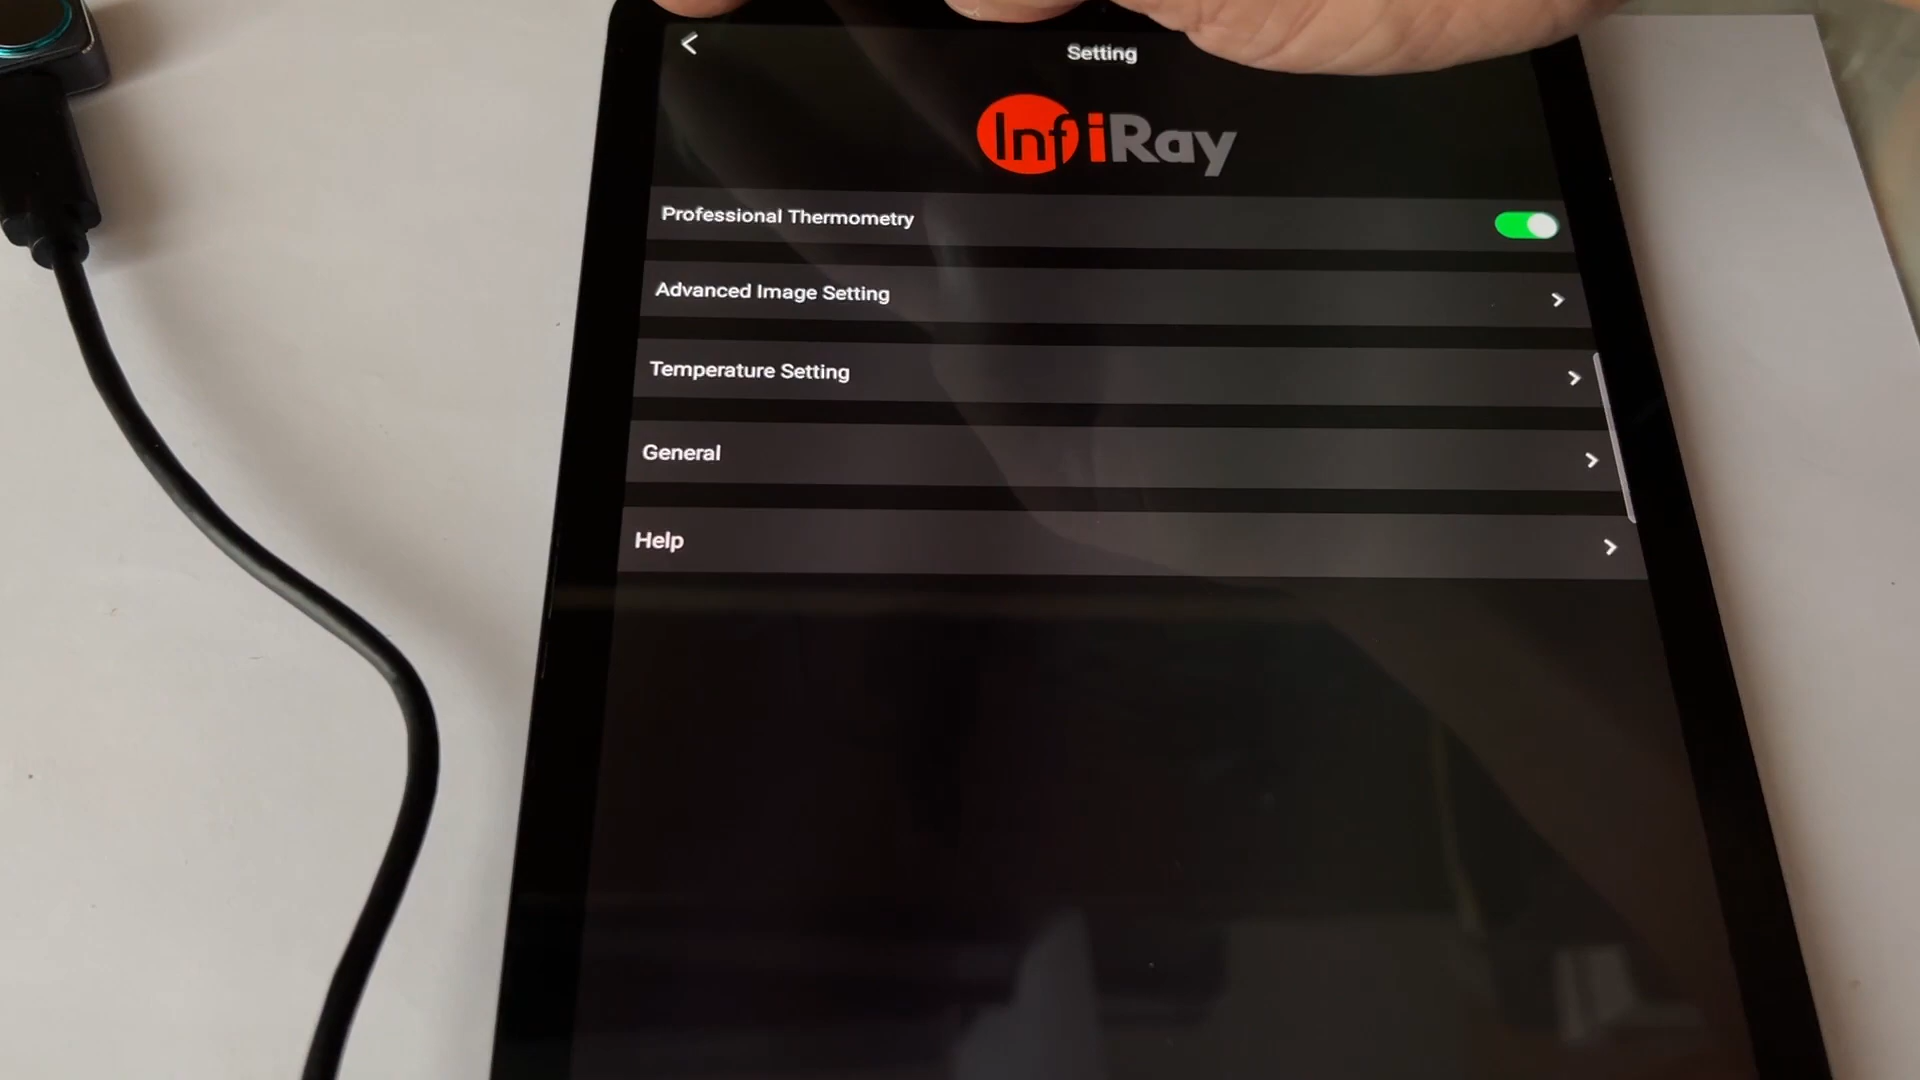 Setting
InfiRay
Professional Thermometry
Advanced Image Setting
Temperature Setting
General
Help